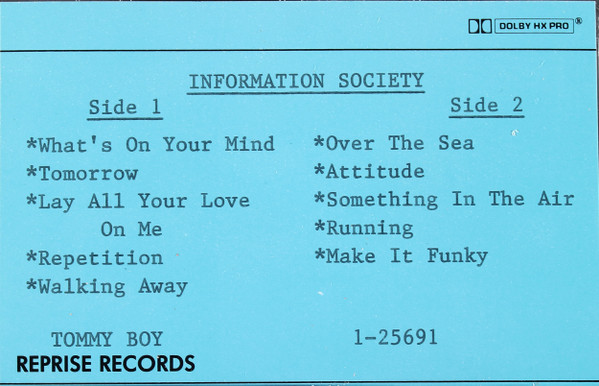 DOLBY HX PRO®
INFORMATION SOCIETY
Side 1
*What's On Your Mind
*Tomorrow
*Lay All Your Love
On Me
*Repetition
*Walking Away
Side 2
*Over The Sea
*Attitude
*Something In The Air
*Running
*Make It Funky
TOMMY BOY
1-25691
REPRISE RECORDS